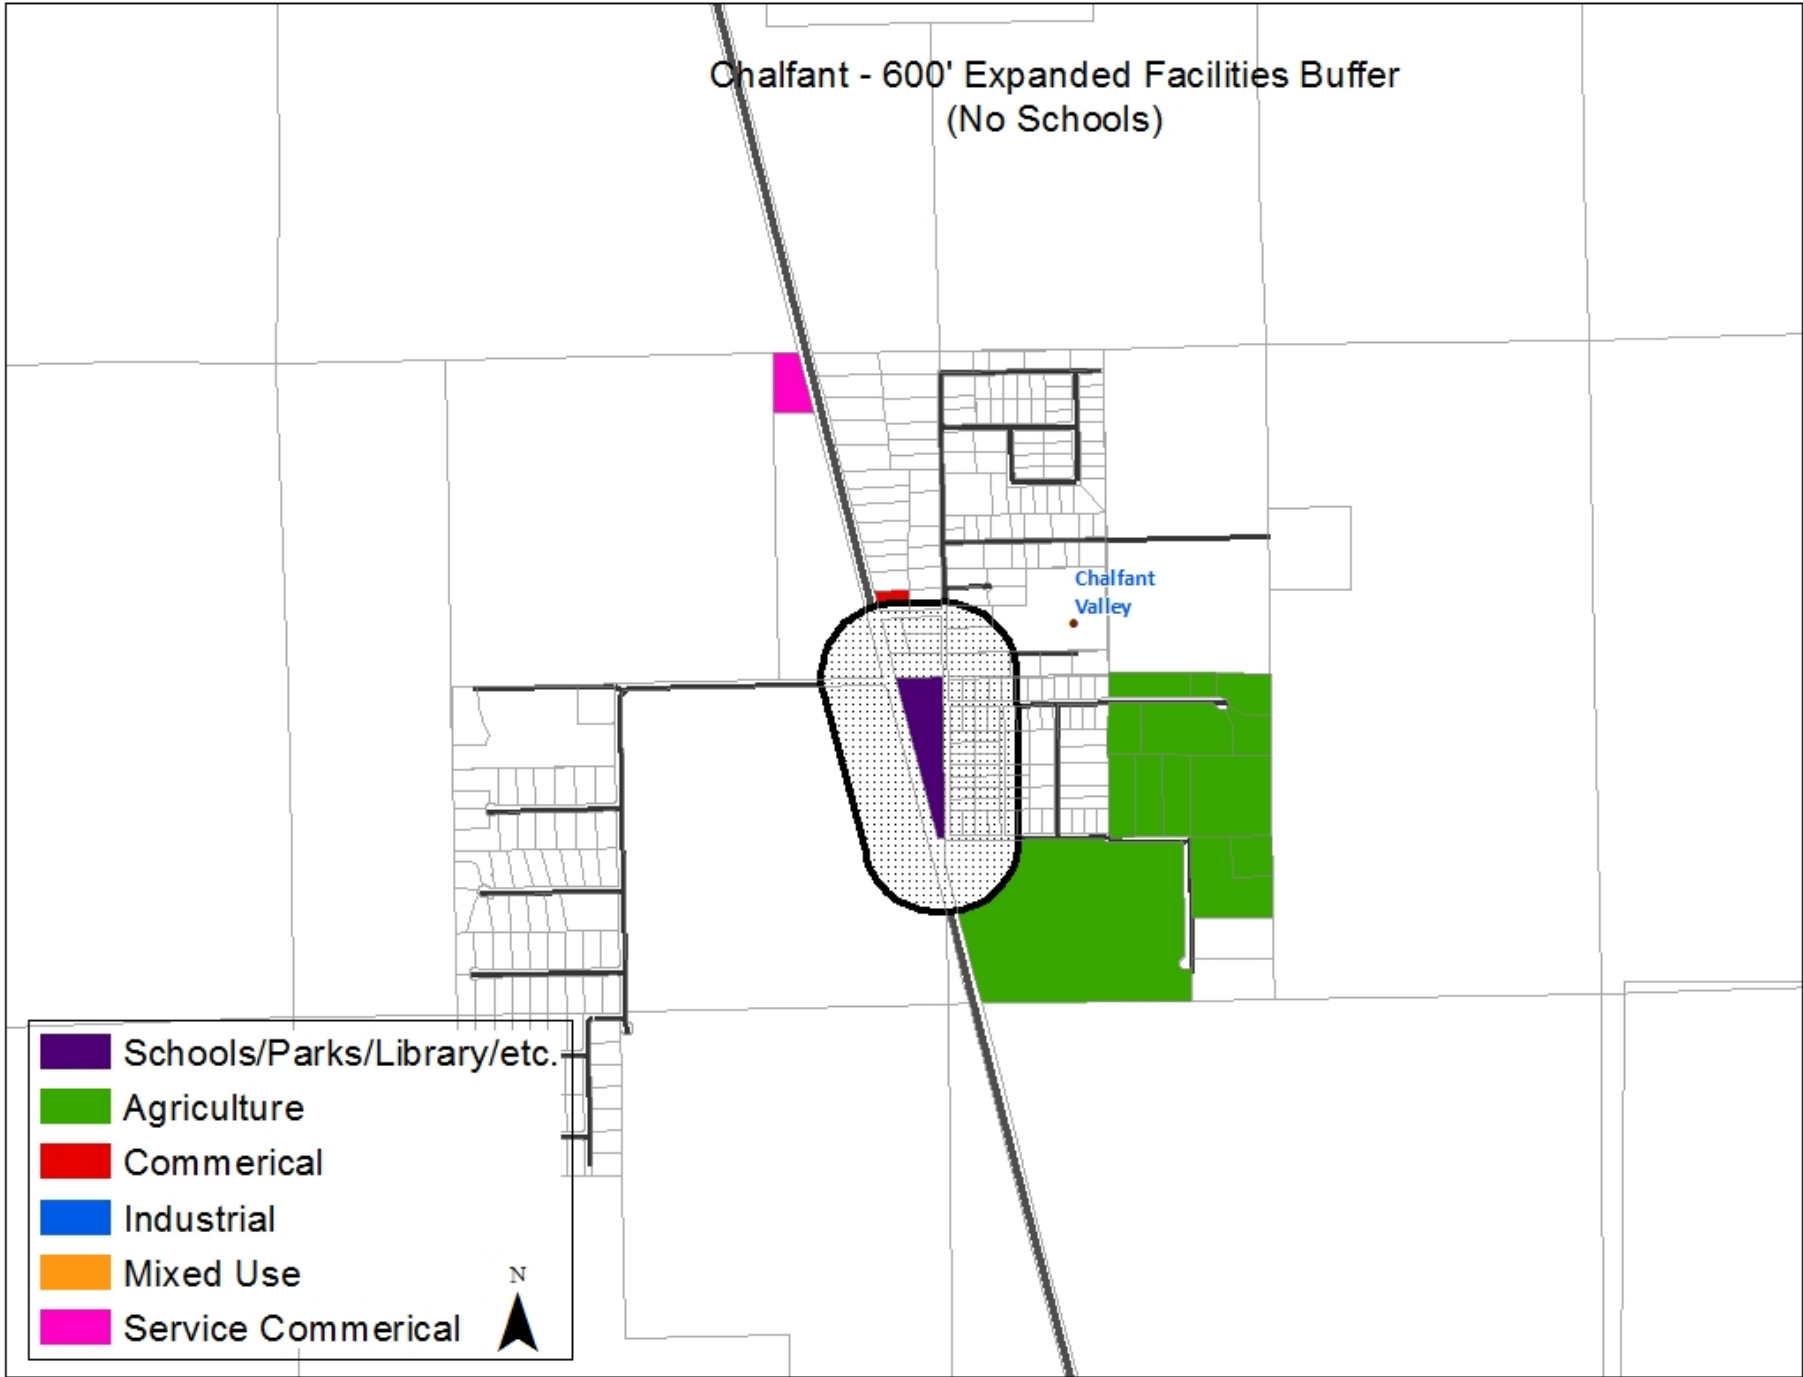 Chalfant - 600' Expanded Facilities Buffer
(No Schools)
Chalfant
Valley
Schools/Parks/Library/etc.
Agriculture
Commerical
Industrial
Mixed Use
Service Commerical
N